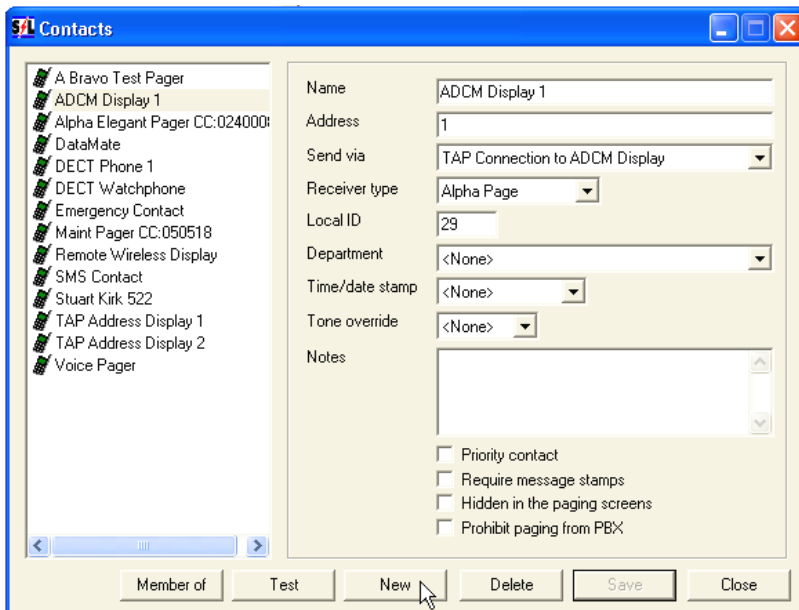 SFL Contacts
A Bravo Test Pager
ADCM Display 1
Alpha Elegant Pager CC:024000
DataMate
DECT Phone 1
DECT Watchphone
Emergency Contact
Maint Pager CC:050518
Remote Wireless Display
SMS Contact
Stuart Kirk 522
TAP Address Display 1
TAP Address Display 2
Voice Pager
Name ADCM Display 1
Address 1
Send via TAP Connection to ADCM Display
Receiver type Alpha Page
Local ID 29
Department <None>
Time/date stamp <None>
Tone override <None>
Notes
Priority contact
Require message stamps
Hidden in the paging screens
Prohibit paging from PBX
Member of Test New Delete Save Close